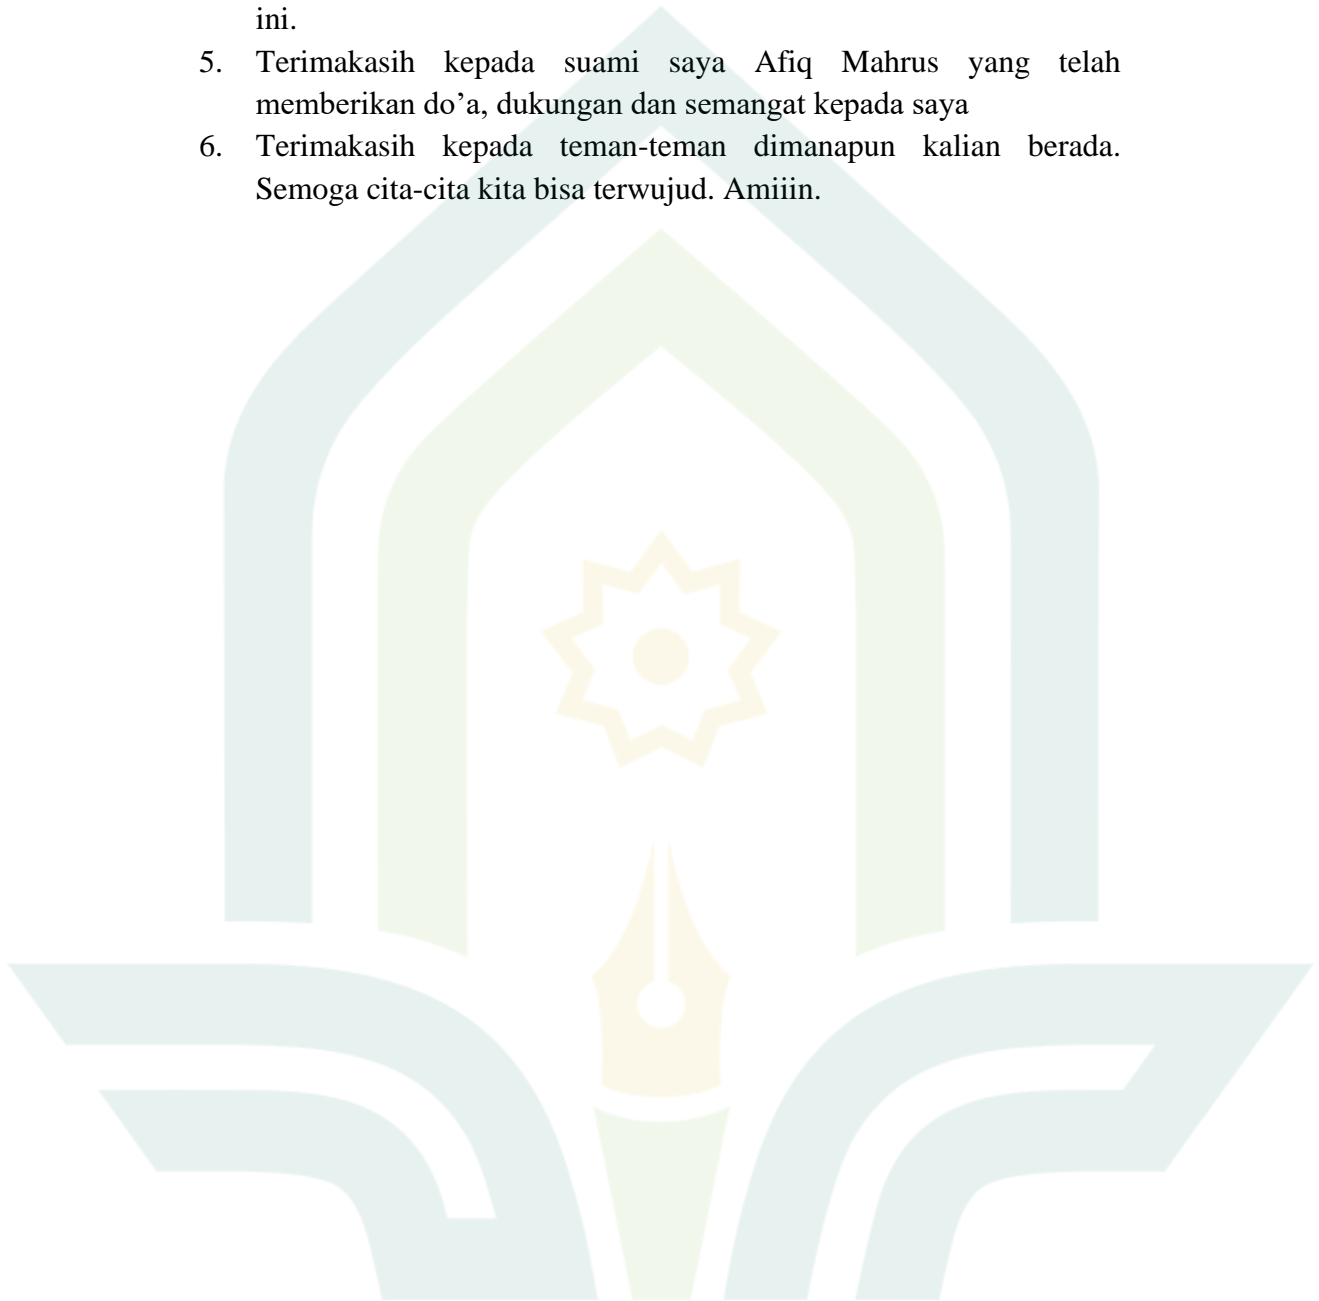 ini.
5. Terimakasih kepada suami saya Afiq Mahrus yang telah
memberikan do’a, dukungan dan semangat kepada saya
6. Terimakasih kepada teman-teman dimanapun kalian berada.
Semoga cita-cita kita bisa terwujud. Amiiin.